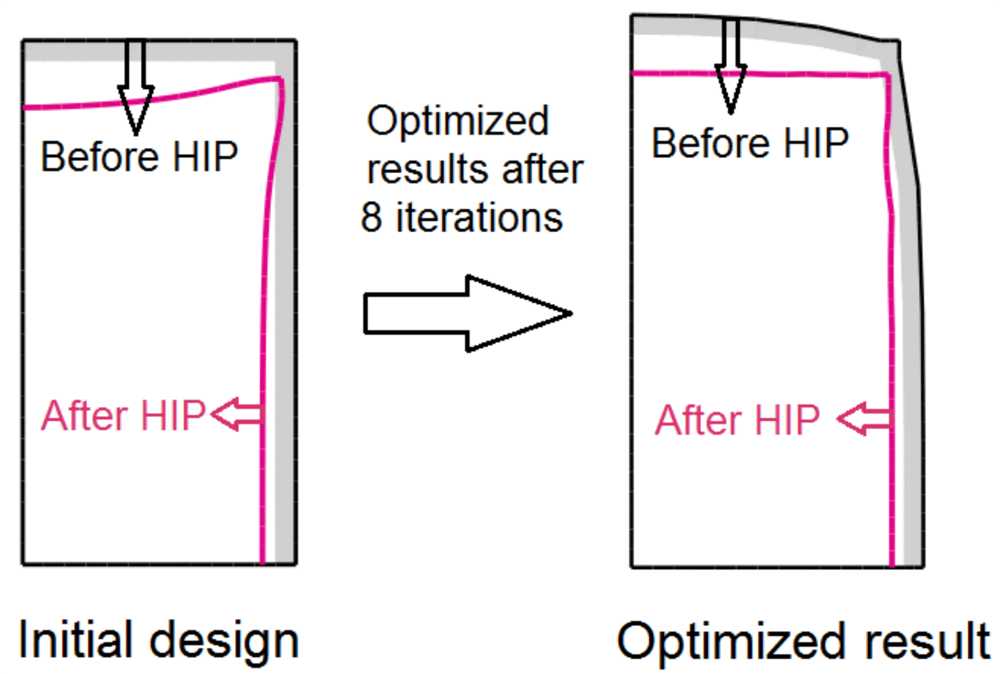 Before HIP
After HIP
Initial design
Optimized
results after
8 iterations
Before HIP
After HIP
Optimized result